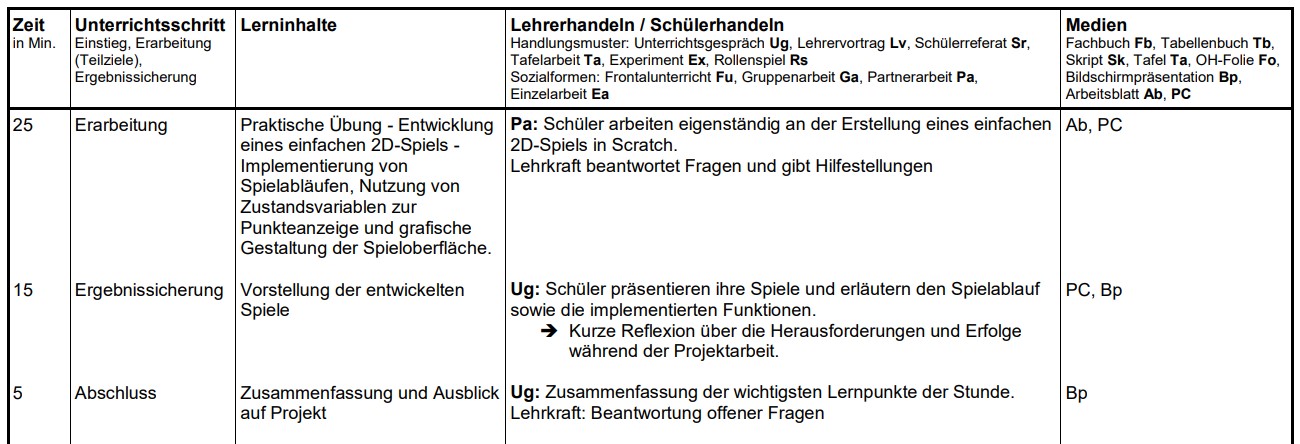 Zeit
in Min.
Unterrichtsschritt
Einstieg, Erarbeitung
(Teilziele),
Ergebnissicherung
Lerninhalte
Lehrerhandeln / Schülerhandeln
Handlungsmuster: Unterrichtsgespräch Ug, Lehrervortrag Lv, Schülerreferat Sr,
Tafelarbeit Ta, Experiment Ex, Rollenspiel Rs
Sozialformen: Frontalunterricht Fu, Gruppenarbeit Ga, Partnerarbeit Pa,
Einzelarbeit Ea
Medien
Fachbuch Fb, Tabellenbuch Tb,
Skript Sk, Tafel Ta, OH-Folie Fo,
Bildschirmpräsentation Bp,
Arbeitsblatt Ab, PC
25
Erarbeitung
Praktische Übung - Entwicklung
eines einfachen 2D-Spiels -
Implementierung von
Spielabläufen, Nutzung von
Zustandsvariablen zur
Punkteanzeige und grafische
Gestaltung der Spieloberfläche.
Pa: Schüler arbeiten eigenständig an der Erstellung eines einfachen
2D-Spiels in Scratch.
Lehrkraft beantwortet Fragen und gibt Hilfestellungen
Ab, PC
15
Ergebnissicherung
Vorstellung der entwickelten
Spiele
Ug: Schüler präsentieren ihre Spiele und erläutern den Spielablauf
sowie die implementierten Funktionen.
➔ Kurze Reflexion über die Herausforderungen und Erfolge
während der Projektarbeit.
PC, Bp
5
Abschluss
Zusammenfassung und Ausblick
auf Projekt
Ug: Zusammenfassung der wichtigsten Lernpunkte der Stunde.
Lehrkraft: Beantwortung offener Fragen
Bp